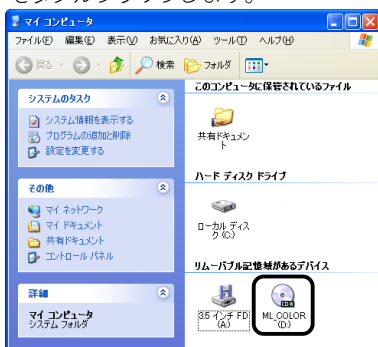 をダブルクリックします。
マイ コンピュータ
ファイル(F) 編集(E) 表示(V) お気に入り(A) ツール(T) ヘルプ(H)
戻る 検索 フォルダ
システムのタスク
システム情報を表示する
プログラムの追加と削除
設定を変更する
その他
マイ ネットワーク
マイ ドキュメント
共有ドキュメント
コントロール パネル
詳細
マイ コンピュータ
システム フォルダ
このコンピュータに保管されているファイル
共有ドキュメン
ト
ハード ディスク ドライブ
ローカル ディス
ク (C:)
リムーバブル記憶域があるデバイス
3.5 インチ FD
(A:)
CD-R
ML_COLOR
(D:)